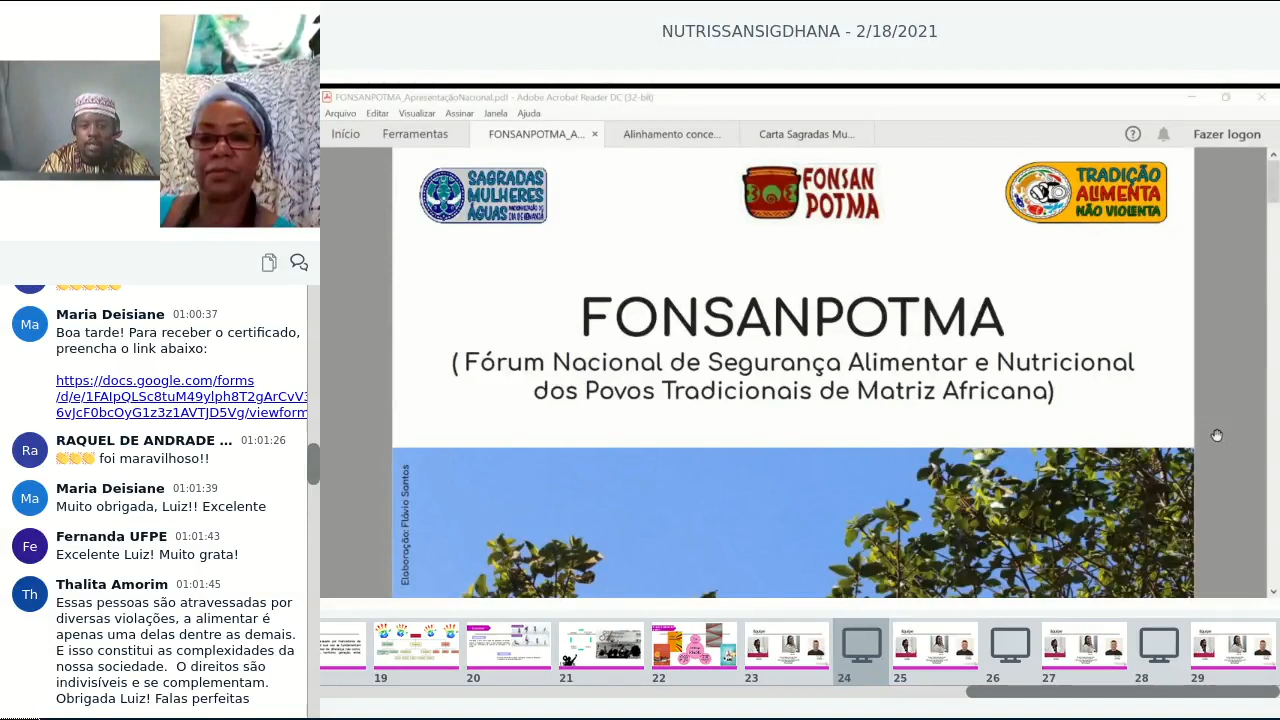 NUTRISSANSIGDHANA - 2/18/2021
FONSANPOTMA_ApresentaçãoNacional.pdf - Adobe Acrobat Reader DC (32-bit)
Arquivo Editar Visualizar Assinar Janela Ajuda
Início Ferramentas FONSANPOTMA_A... × Alinhamento conce... Carta Sagradas Mu... Fazer logon
SAGRADAS
MULHERES
ÁGUAS
FONSAN
POTMA
TRADIÇÃO
ALIMENTA
NÃO VIOLENTA
FONSANPOTMA
( Fórum Nacional de Segurança Alimentar e Nutricional
dos Povos Tradicionais de Matriz Africana)
Elaboração: Flávio Santos
Ma Maria Deisiane 01:00:37
Boa tarde! Para receber o certificado,
preencha o link abaixo:
https://docs.google.com/forms
/d/e/1FAIpQLSc8tuM49ylph8T2gArCvV3
6vJcF0bcOyG1z3z1AVTJD5Vg/viewform
Ra RAQUEL DE ANDRADE ... 01:01:26
foi maravilhoso!!
Ma Maria Deisiane 01:01:39
Muito obrigada, Luiz!! Excelente
Fe Fernanda UFPE 01:01:43
Excelente Luiz! Muito grata!
Th Thalita Amorim 01:01:45
Essas pessoas são atravessadas por
diversas violações, a alimentar é
apenas uma delas dentre as demais.
E isso constitui as complexidades da
nossa sociedade. O direitos são
indivisíveis e se complementam.
Obrigada Luiz! Falas perfeitas
19 20 21 22 23 24 25 26 27 28 29